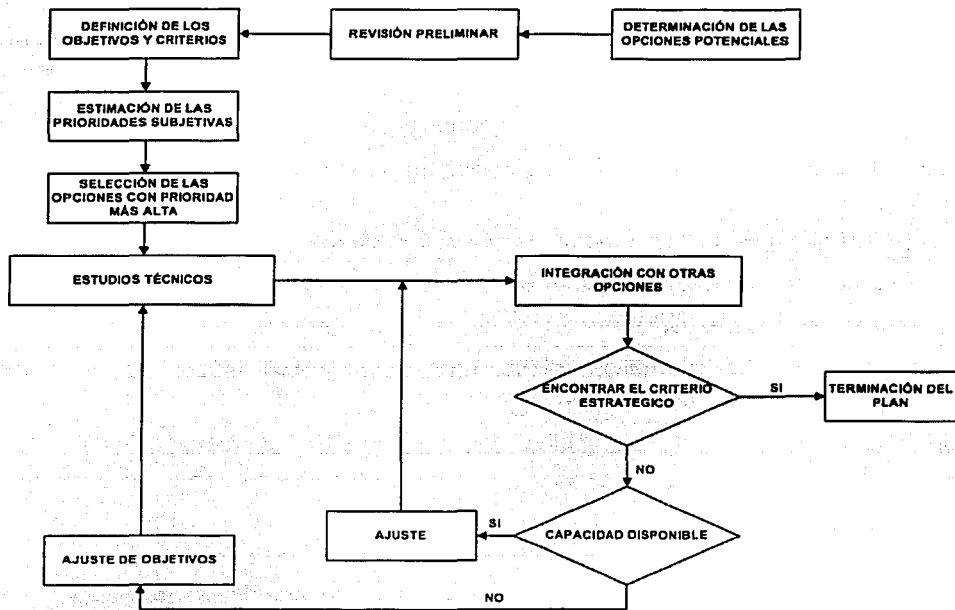 DEFINICIÓN DE LOS
OBJETIVOS Y CRITERIOS
REVISIÓN PRELIMINAR
DETERMINACIÓN DE LAS
OPCIONES POTENCIALES
ESTIMACIÓN DE LAS
PRIORIDADES SUBJETIVAS
SELECCIÓN DE LAS
OPCIONES CON PRIORIDAD
MÁS ALTA
ESTUDIOS TÉCNICOS
INTEGRACIÓN CON OTRAS
OPCIONES
ENCONTRAR EL CRITERIO
ESTRATEGICO
SI
TERMINACIÓN DEL
PLAN
NO
CAPACIDAD DISPONIBLE
SI
AJUSTE
AJUSTE DE OBJETIVOS
NO